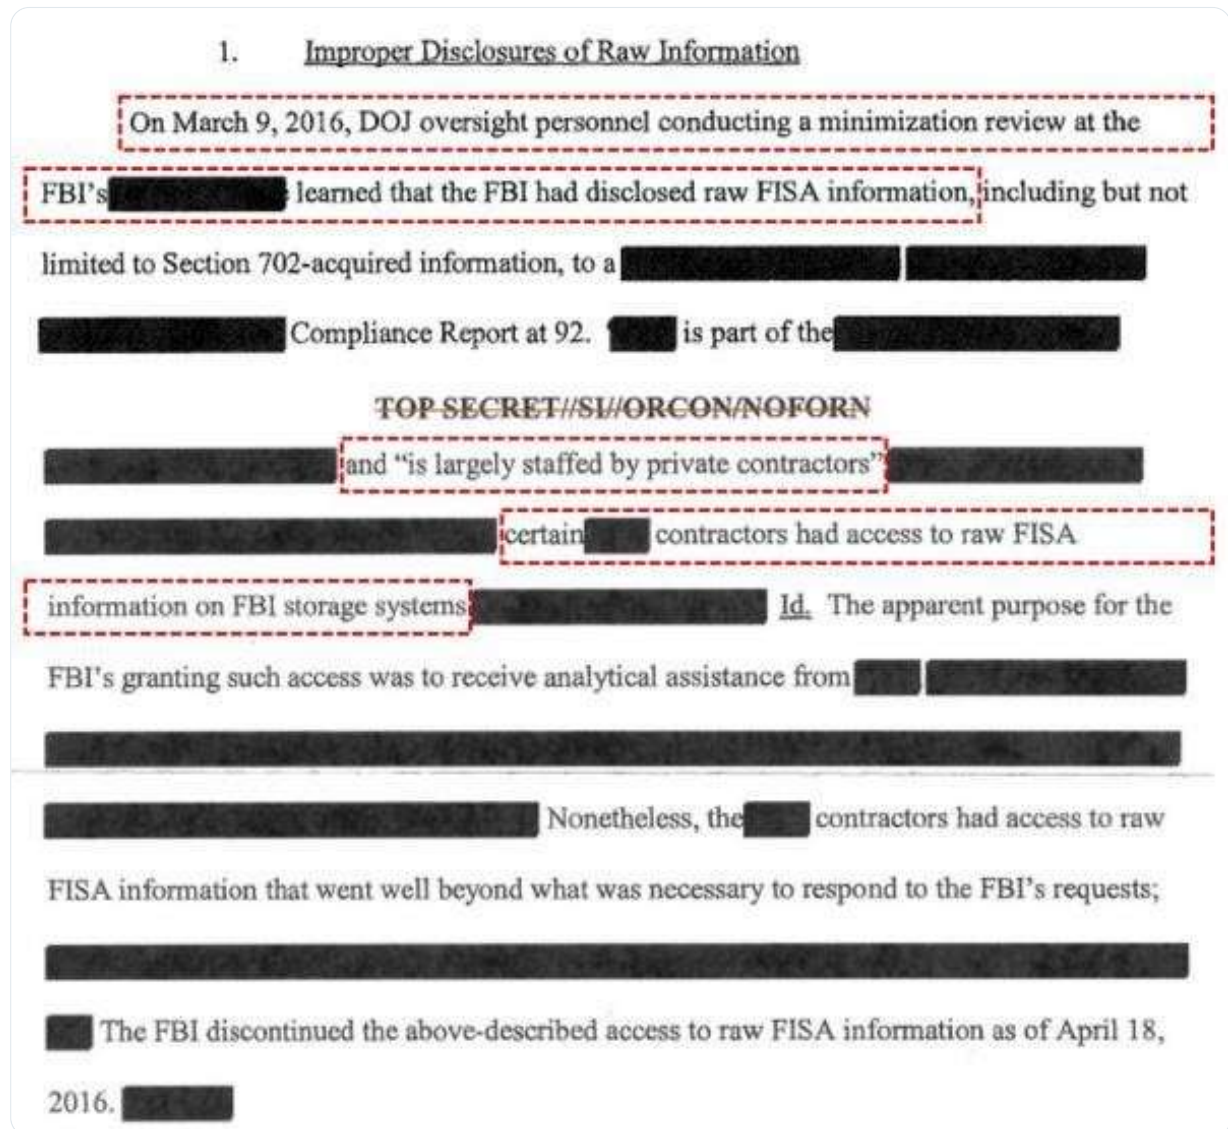 1. Improper Disclosures of Raw Information
On March 9, 2016, DOJ oversight personnel conducting a minimization review at the
FBI's learned that the FBI had disclosed raw FISA information, including but not
limited to Section 702-acquired information, to a
Compliance Report at 92. is part of the
TOP SECRET//SI//ORCON/NOFORN
and "is largely staffed by private contractors"
certain contractors had access to raw FISA
information on FBI storage systems
Id. The apparent purpose for the
FBI's granting such access was to receive analytical assistance from
Nonetheless, the contractors had access to raw
FISA information that went well beyond what was necessary to respond to the FBI's requests;
The FBI discontinued the above-described access to raw FISA information as of April 18,
2016.